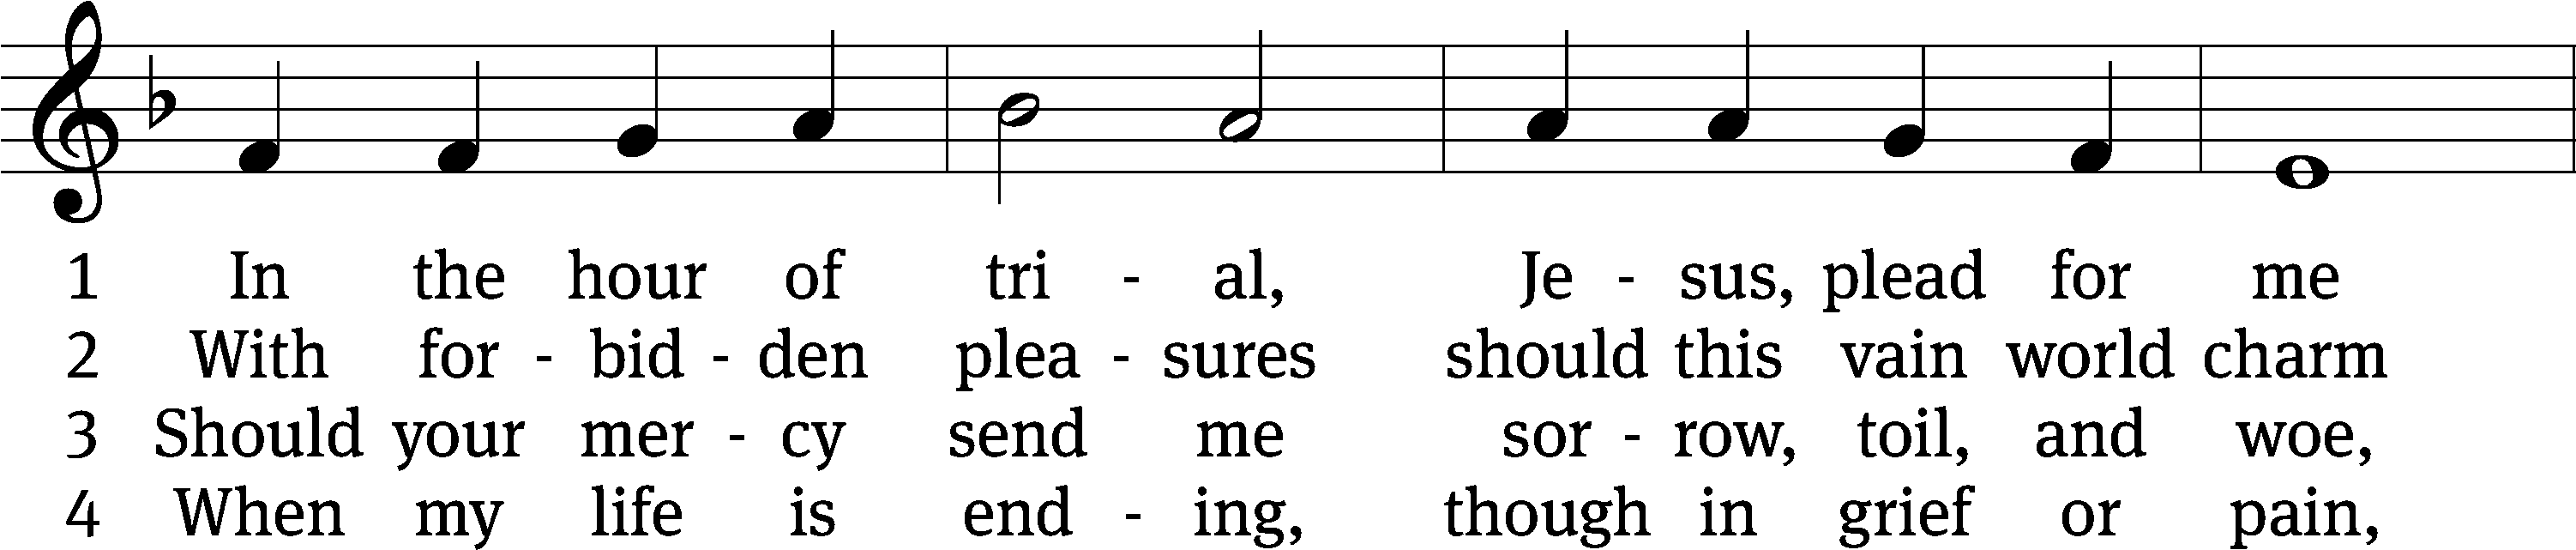 1 In the hour of tri - al, Je - sus, plead for me
2 With for - bid - den plea - sures should this vain world charm
3 Should your mer - cy send me sor - row, toil, and woe,
4 When my life is end - ing, though in grief or pain,